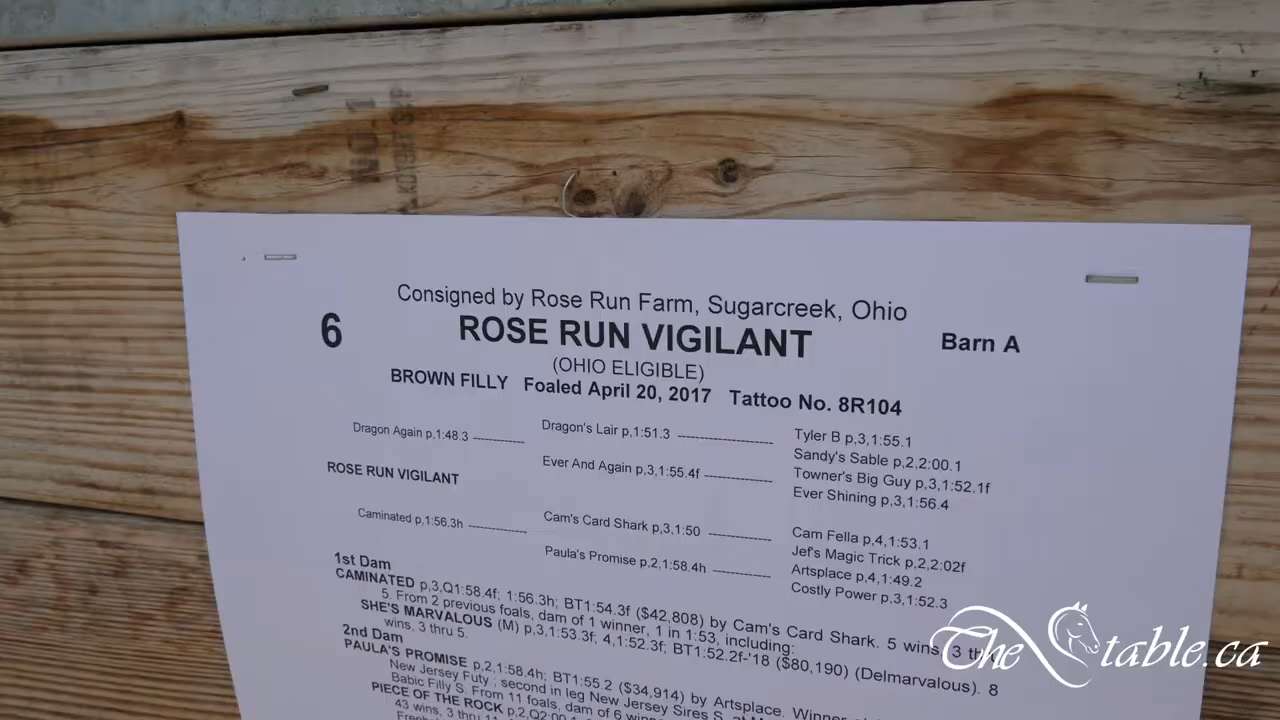 Consigned by Rose Run Farm, Sugarcreek, Ohio
6 ROSE RUN VIGILANT Barn A
(OHIO ELIGIBLE)
BROWN FILLY Foaled April 20, 2017 Tattoo No. 8R104
Tyler B p,3,1:55.1
Dragon's Lair p,1:51.3
Sandy's Sable p,2,2:00.1
Dragon Again p,1:48.3
Towner's Big Guy p,3,1:52.1f
Ever And Again p,3,1:55.4f
Ever Shining p,3,1:56.4
ROSE RUN VIGILANT
Cam Fella p,4,1:53.1
Cam's Card Shark p,3,1:50
Jef's Magic Trick p,2,2:02f
Caminated p,1:56.3h
Artsplace p,4,1:49.2
Paula's Promise p,2,1:58.4h
Costly Power p,3,1:52.3
1st Dam
CAMINATED p,3,Q1:58.4f; 1:56.3h; BT1:54.3f ($42,808) by Cam's Card Shark. 5 wins, 3
5. From 2 previous foals, dam of 1 winner, 1 in 1:53, including:
SHE'S MARVALOUS (M) p,3,1:53.3f; 4,1:52.3f; BT1:52.2f-'18 ($80,190) (Delmarvalous). 8
wins, 3 thru 5.
2nd Dam
PAULA'S PROMISE p,2,1:58.4h; BT1:55.2 ($34,914) by Artsplace. Winner
New Jersey Futy ; second in leg New Jersey Sires S.
Babic Filly S. From 11 foals, dam of 6
PIECE OF THE ROCK
43 wins, 3 thru 11
The Stable.ca